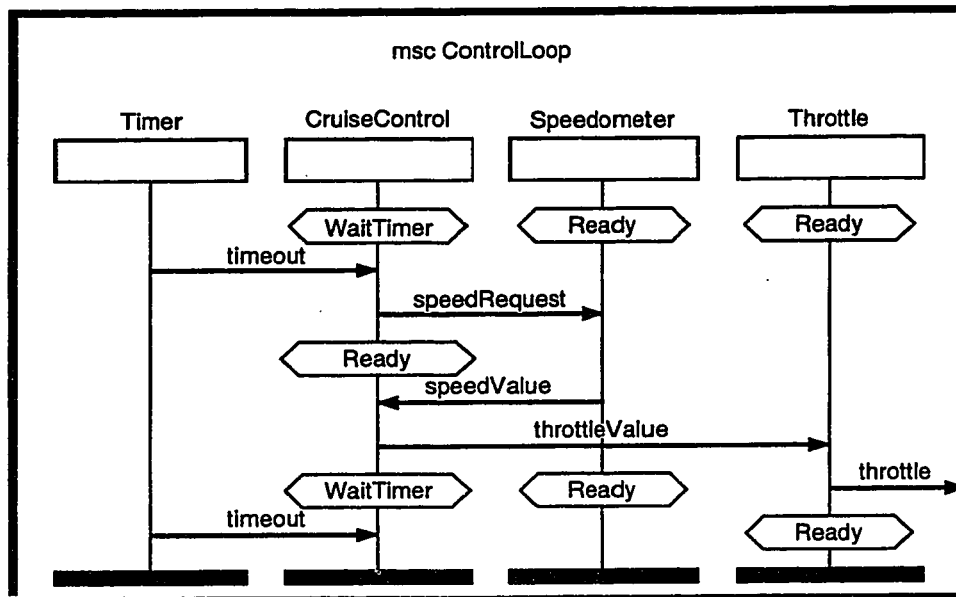 msc ControlLoop
Timer CruiseControl Speedometer Throttle
WaitTimer Ready Ready
timeout
speedRequest
Ready
speedValue
throttleValue
WaitTimer Ready throttle
timeout Ready